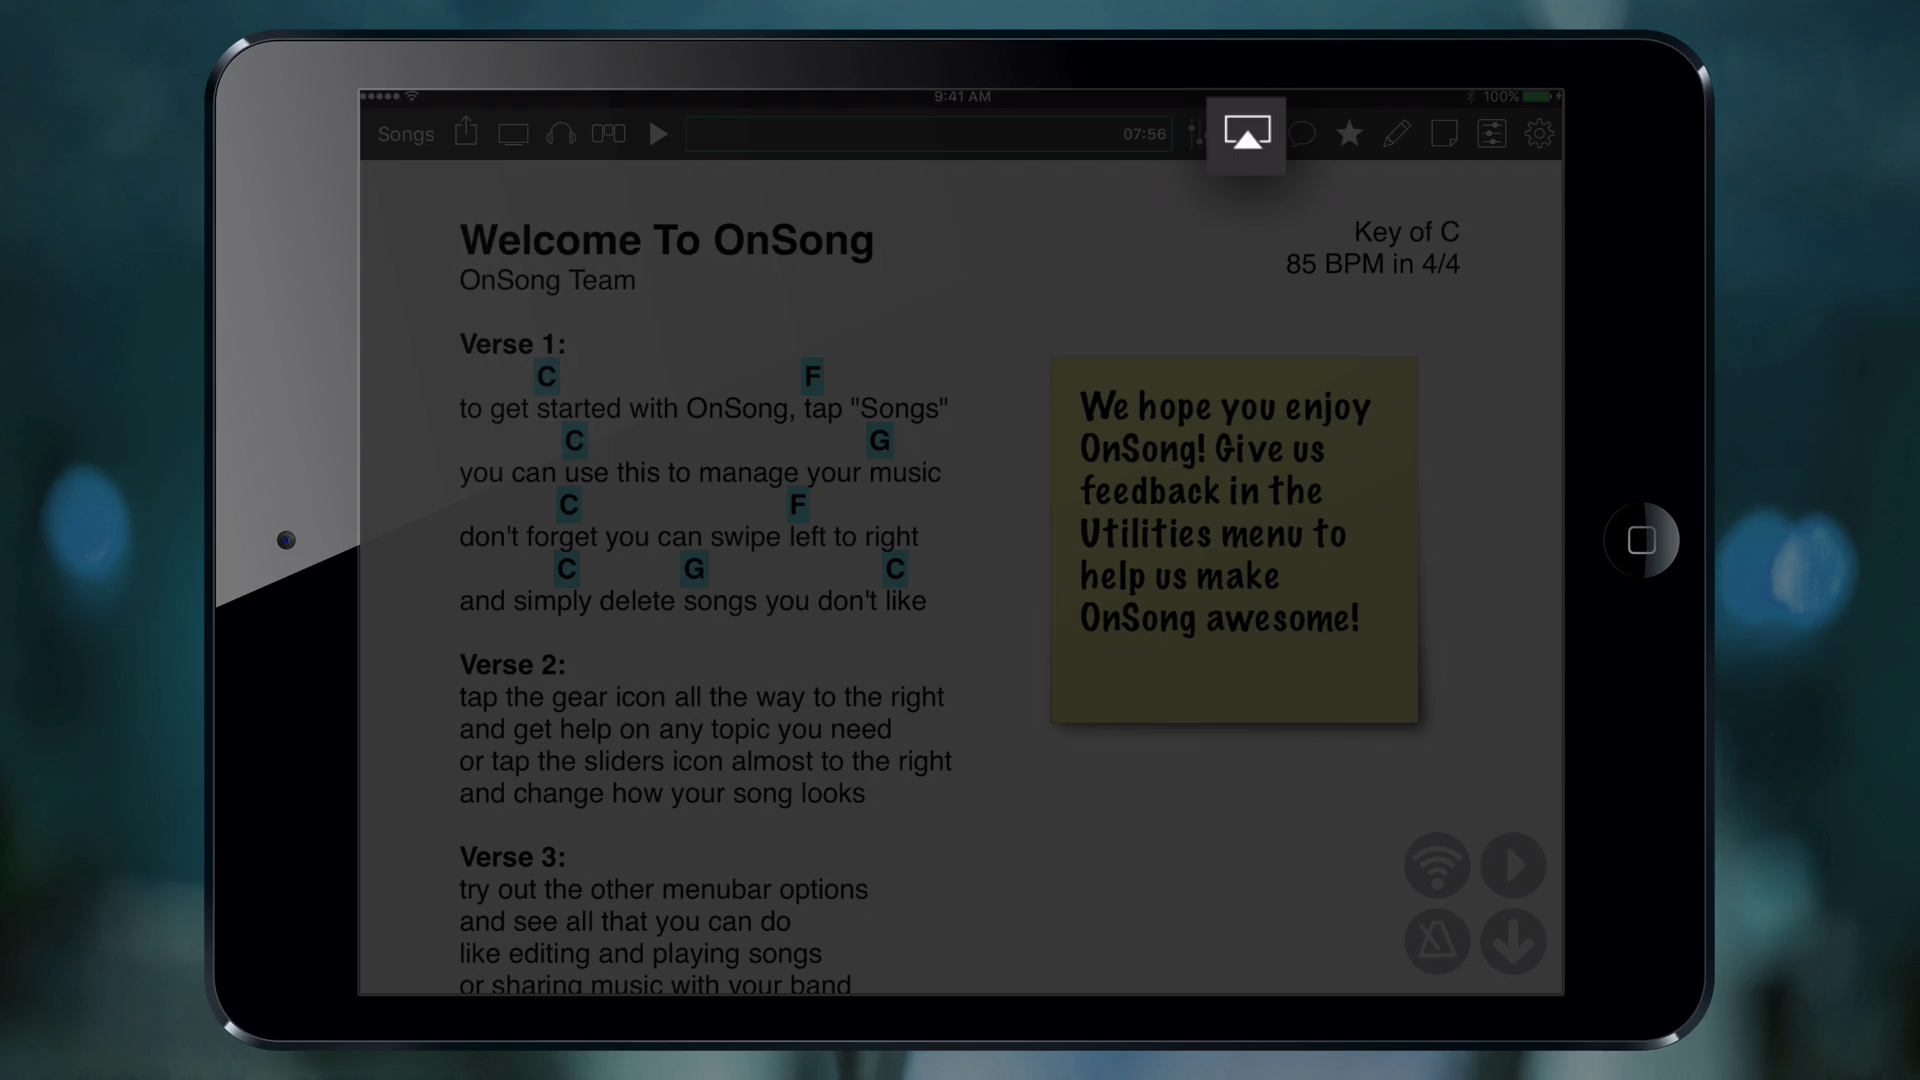 9:41 AM
100%
Songs
07:56
Welcome To OnSong
OnSong Team
Key of C
85 BPM in 4/4
Verse 1:
C F
to get started with OnSong, tap "Songs"
C G
you can use this to manage your music
C F
don't forget you can swipe left to right
C G C
and simply delete songs you don't like
Verse 2:
tap the gear icon all the way to the right
and get help on any topic you need
or tap the sliders icon almost to the right
and change how your song looks
Verse 3:
try out the other menubar options
and see all that you can do
like editing and playing songs
or sharing music with your band
We hope you enjoy
OnSong! Give us
feedback in the
Utilities menu to
help us make
OnSong awesome!